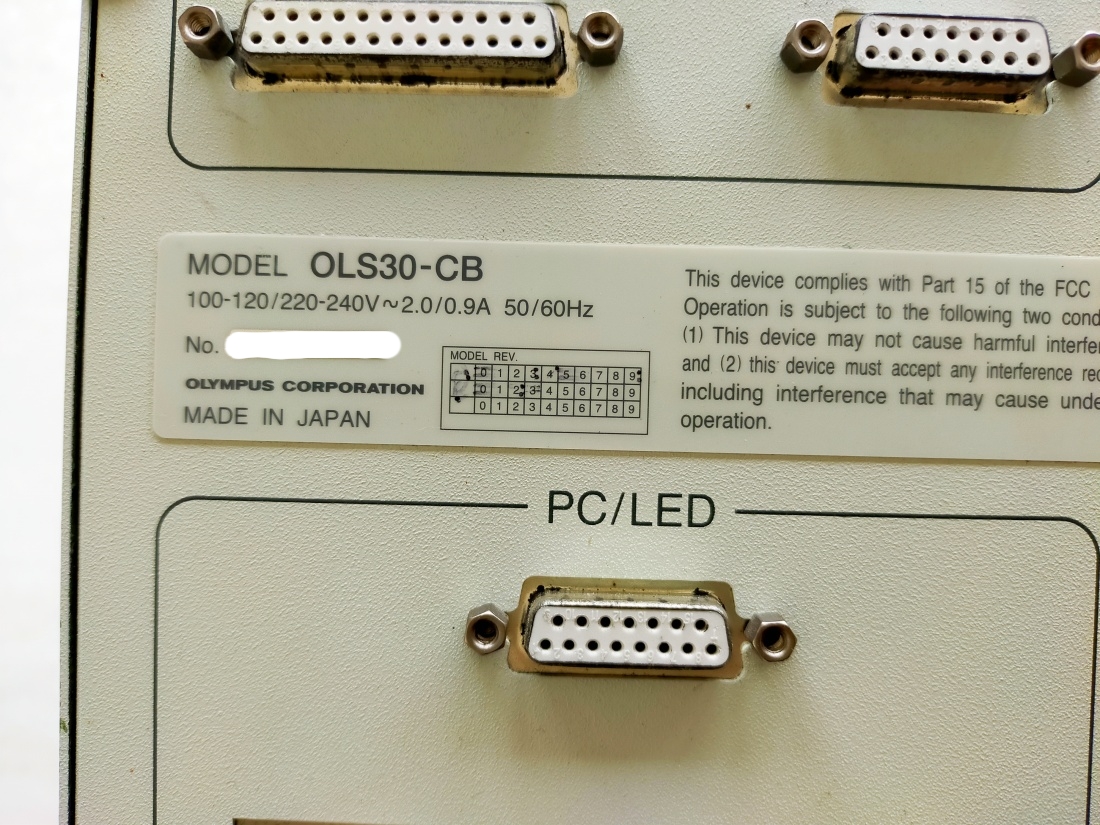 MODEL OLS30-CB
100-120/220-240V~2.0/0.9A 50/60Hz
No.
OLYMPUS CORPORATION
MADE IN JAPAN
MODEL REV.
0 1 2 3 4 5 6 7 8 9
0 1 2 3 4 5 6 7 8 9
0 1 2 3 4 5 6 7 8 9
This device complies with Part 15 of the FCC
Operation is subject to the following two cond
(1) This device may not cause harmful interfer
and (2) this device must accept any interference rec
including interference that may cause unde
operation.
PC/LED